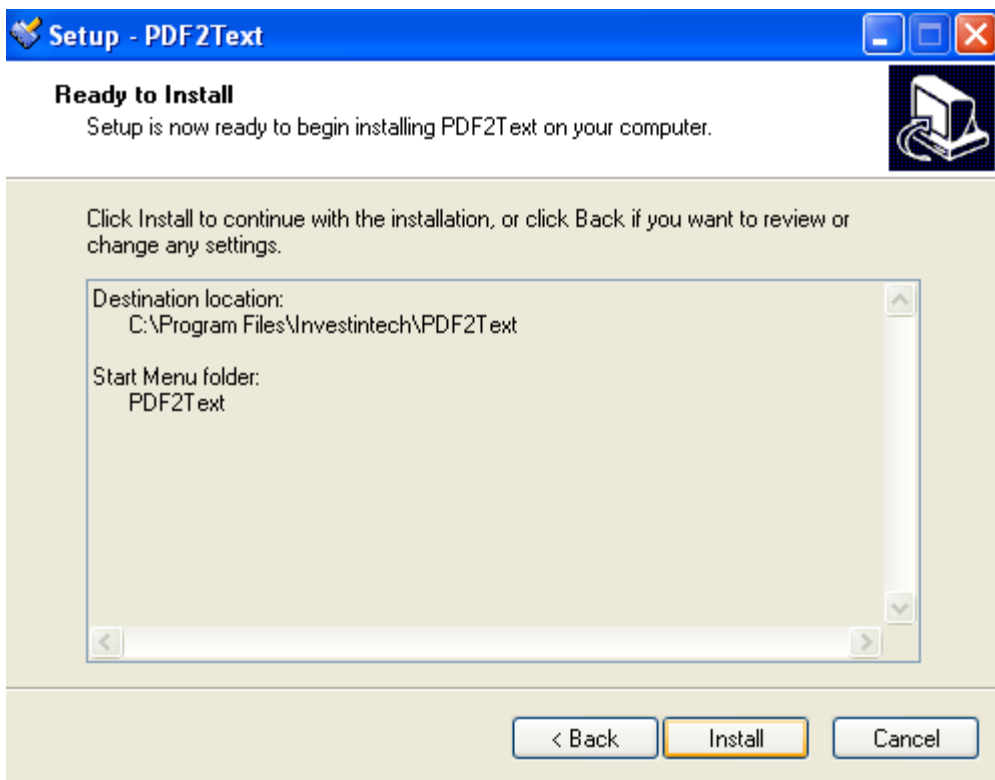 Setup - PDF2Text
Ready to Install
Setup is now ready to begin installing PDF2Text on your computer.
Click Install to continue with the installation, or click Back if you want to review or
change any settings.
Destination location:
C:\Program Files\Investintech\PDF2Text
Start Menu folder:
PDF2Text
< Back Install Cancel